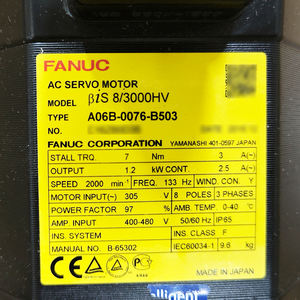 FANUC
AC SERVO MOTOR
MODEL βiS 8/3000HV
TYPE A06B-0076-B503
NO.
FANUC CORPORATION YAMANASHI 401-0597 JAPAN
STALL TRQ. 7 Nm 3 A(~)
OUTPUT 1.2 kW CONT. 2.5 A(~)
SPEED 2000 min⁻¹ FREQ. 133 Hz WIND. CON. Y
MOTOR INPUT(~) 305 V 8 POLES 3 PHASES
POWER FACTOR 97 % AMB. TEMP. 0-40 ℃
AMP. INPUT 400-480 V 50/60 Hz IP65
INS. SYSTEM INS. CLASS F
MANUAL NO. B 65302 IEC60034-1 9.6 kg
c UL US
TÜV
CE
MADE IN JAPAN